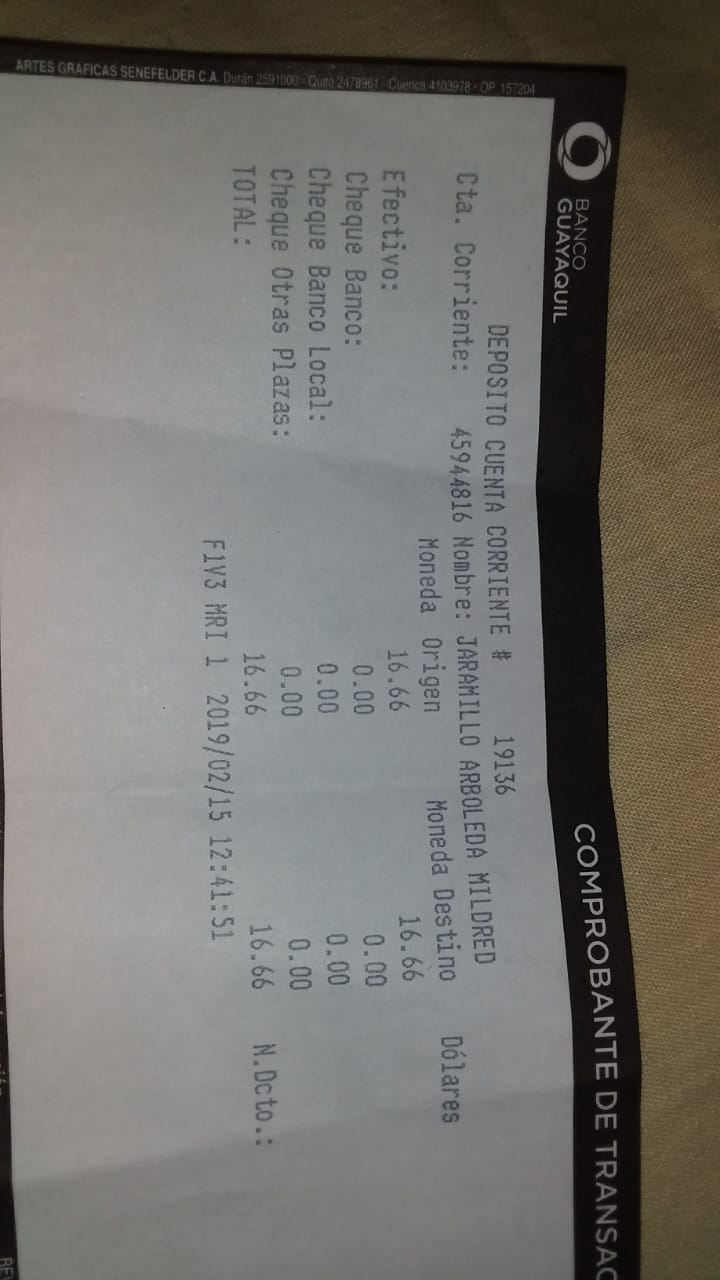 BANCO
GUAYAQUIL
COMPROBANTE DE TRANSAC
DEPOSITO CUENTA CORRIENTE # 19136
Cta. Corriente: 45944816 Nombre: JARAMILLO ARBOLEDA MILDRED
Moneda Origen Moneda Destino Dólares
Efectivo: 16.66 16.66
Cheque Banco: 0.00 0.00
Cheque Banco Local: 0.00 0.00
Cheque Otras Plazas: 0.00 0.00
TOTAL: 16.66 16.66 N.Dcto.:
F1V3 MRI 1 2019/02/15 12:41:51
ARTES GRAFICAS SENEFELDER C.A. Durán 2591000 - Quito 2478961 - Cuenca 4103978 - OP 157204